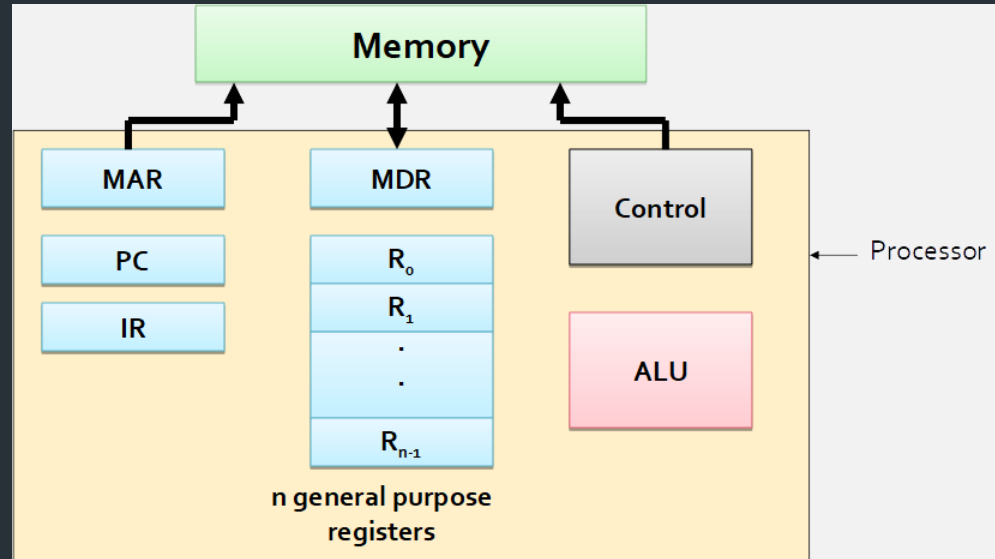 Memory
MAR
MDR
Control
PC
IR
R₀
R₁
.
.
Rₙ₋₁
ALU
Processor
n general purpose
registers